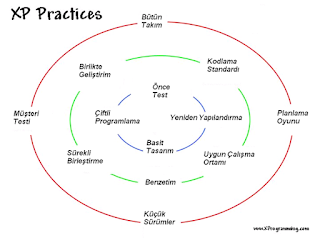 XP Practices
Bütün
Takım
Birlikte
Geliştirim
Kodlama
Standardı
Önce
Test
Müşteri
Testi
Çiftli
Programlama
Yeniden Yapılandırma
Planlama
Oyunu
Basit
Tasarım
Sürekli
Birleştirme
Uygun Çalışma
Ortamı
Benzetim
Küçük
Sürümler
www.XProgramming.com